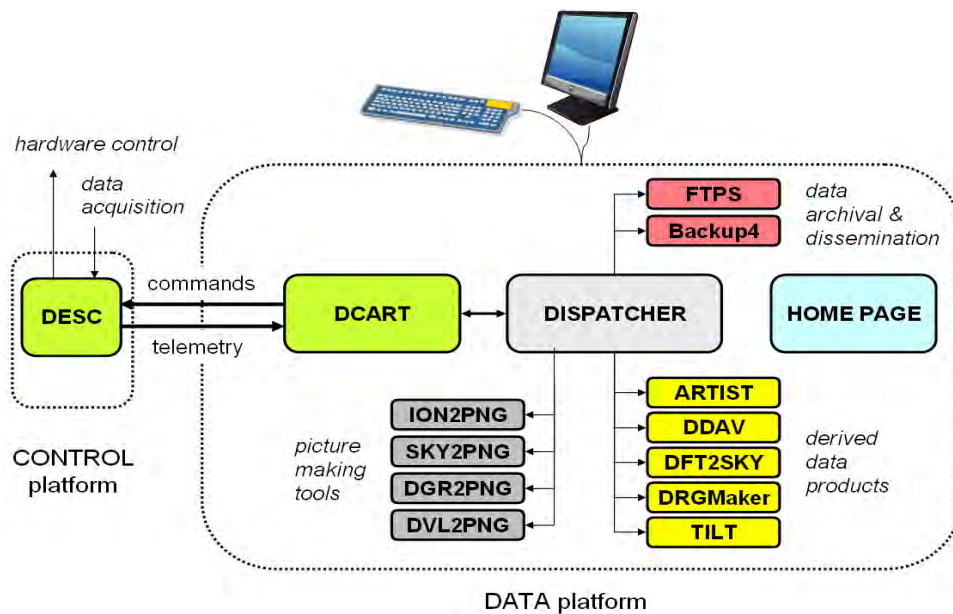 hardware control
data
acquisition
FTPS
Backup4
data
archival &
dissemination
DESC
commands
telemetry
DCART
DISPATCHER
HOME PAGE
CONTROL
platform
picture
making
tools
ION2PNG
SKY2PNG
DGR2PNG
DVL2PNG
ARTIST
DDAV
DFT2SKY
DRGMaker
TILT
derived
data
products
DATA platform